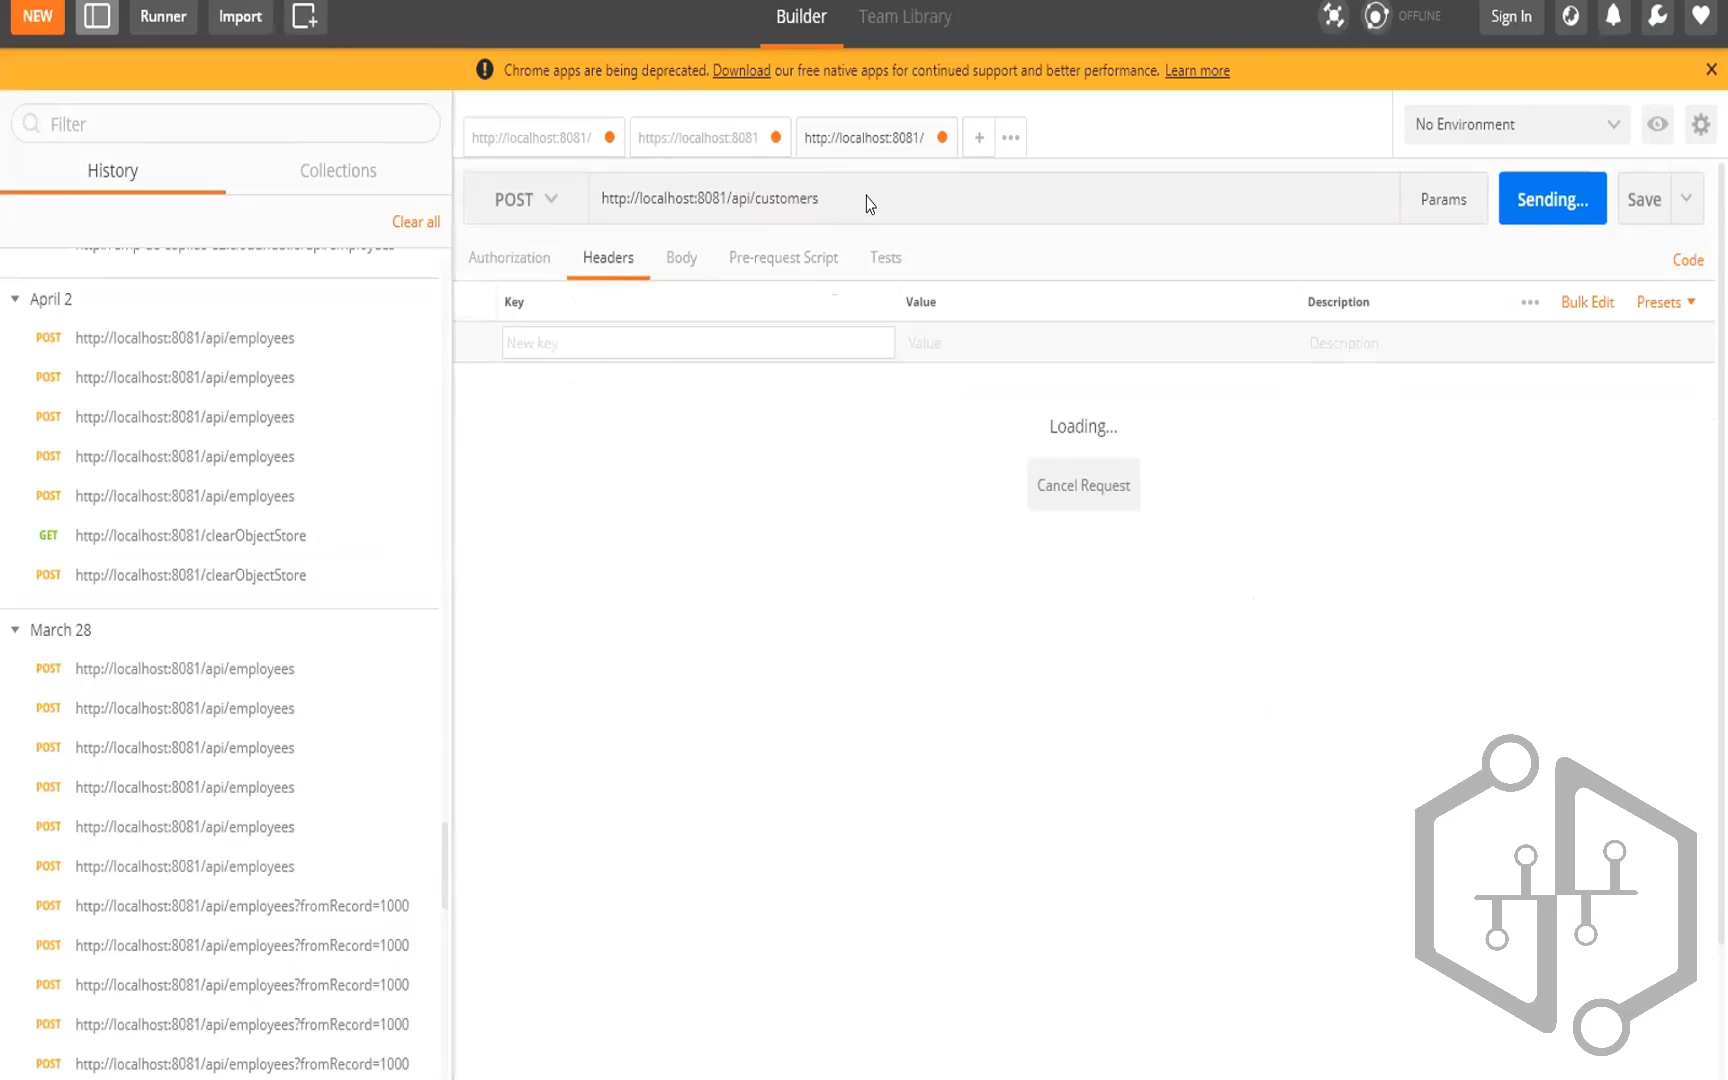 NEW
Runner
Import
Builder
Team Library
OFFLINE
Sign In
Chrome apps are being deprecated. Download our free native apps for continued support and better performance. Learn more
Filter
History
Collections
Clear all
April 2
POST http://localhost:8081/api/employees
POST http://localhost:8081/api/employees
POST http://localhost:8081/api/employees
POST http://localhost:8081/api/employees
POST http://localhost:8081/api/employees
GET http://localhost:8081/clearObjectStore
POST http://localhost:8081/clearObjectStore
March 28
POST http://localhost:8081/api/employees
POST http://localhost:8081/api/employees
POST http://localhost:8081/api/employees
POST http://localhost:8081/api/employees
POST http://localhost:8081/api/employees
POST http://localhost:8081/api/employees
POST http://localhost:8081/api/employees?fromRecord=1000
POST http://localhost:8081/api/employees?fromRecord=1000
POST http://localhost:8081/api/employees?fromRecord=1000
POST http://localhost:8081/api/employees?fromRecord=1000
POST http://localhost:8081/api/employees?fromRecord=1000
http://localhost:8081/
https://localhost:8081
http://localhost:8081/
No Environment
POST
http://localhost:8081/api/customers
Params
Sending...
Save
Authorization
Headers
Body
Pre-request Script
Tests
Code
Key
Value
Description
Bulk Edit
Presets
New key
Value
Description
Loading...
Cancel Request